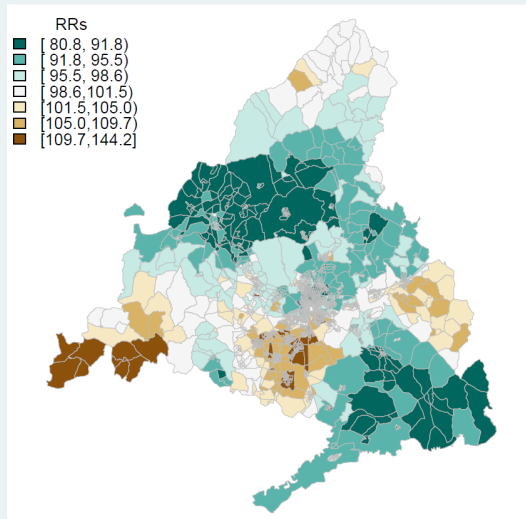 RRs
[ 80.8, 91.8)
[ 91.8, 95.5)
[ 95.5, 98.6)
[ 98.6,101.5)
[101.5,105.0)
[105.0,109.7)
[109.7,144.2]